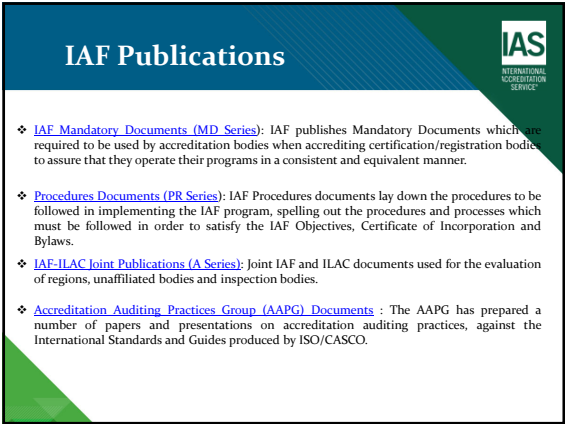 IAF Publications
IAS
INTERNATIONAL
ACCREDITATION
SERVICE®
❖ IAF Mandatory Documents (MD Series): IAF publishes Mandatory Documents which are
required to be used by accreditation bodies when accrediting certification/registration bodies
to assure that they operate their programs in a consistent and equivalent manner.
❖ Procedures Documents (PR Series): IAF Procedures documents lay down the procedures to be
followed in implementing the IAF program, spelling out the procedures and processes which
must be followed in order to satisfy the IAF Objectives, Certificate of Incorporation and
Bylaws.
❖ IAF-ILAC Joint Publications (A Series): Joint IAF and ILAC documents used for the evaluation
of regions, unaffiliated bodies and inspection bodies.
❖ Accreditation Auditing Practices Group (AAPG) Documents : The AAPG has prepared a
number of papers and presentations on accreditation auditing practices, against the
International Standards and Guides produced by ISO/CASCO.